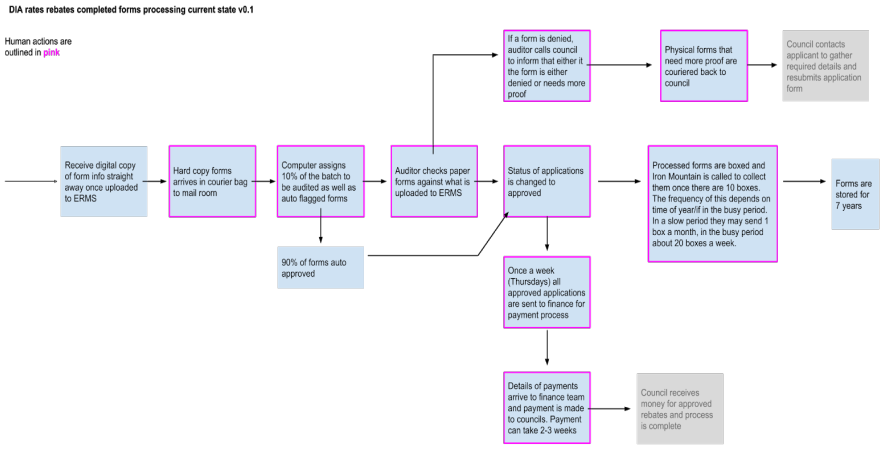 DIA rates rebates completed forms processing current state v0.1
Human actions are
outlined in pink
If a form is denied,
auditor calls council
to inform that either it
the form is either
denied or needs more
proof
Physical forms that
need more proof are
couriered back to
council
Council contacts
applicant to gather
required details and
resubmits application
form
Receive digital copy
of form info straight
away once uploaded
to ERMS
Hard copy forms
arrives in courier bag
to mail room
Computer assigns
10% of the batch to
be audited as well as
auto flagged forms
Auditor checks paper
forms against what is
uploaded to ERMS
Status of applications
is changed to
approved
Processed forms are boxed and
Iron Mountain is called to collect
them once there are 10 boxes.
The frequency of this depends on
time of year/if in the busy period.
In a slow period they may send 1
box a month, in the busy period
about 20 boxes a week.
Forms are
stored for
7 years
90% of forms auto
approved
Once a week
(Thursdays) all
approved applications
are sent to finance for
payment process
Details of payments
arrive to finance team
and payment is made
to councils. Payment
can take 2-3 weeks
Council receives
money for approved
rebates and process
is complete